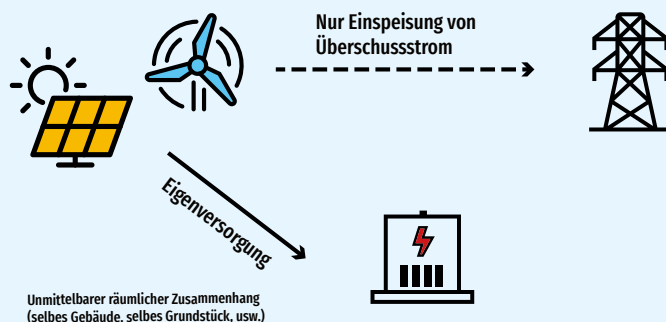 Nur Einspeisung von
Überschussstrom
Eigenversorgung
Unmittelbarer räumlicher Zusammenhang
(selbes Gebäude, selbes Grundstück, usw.)